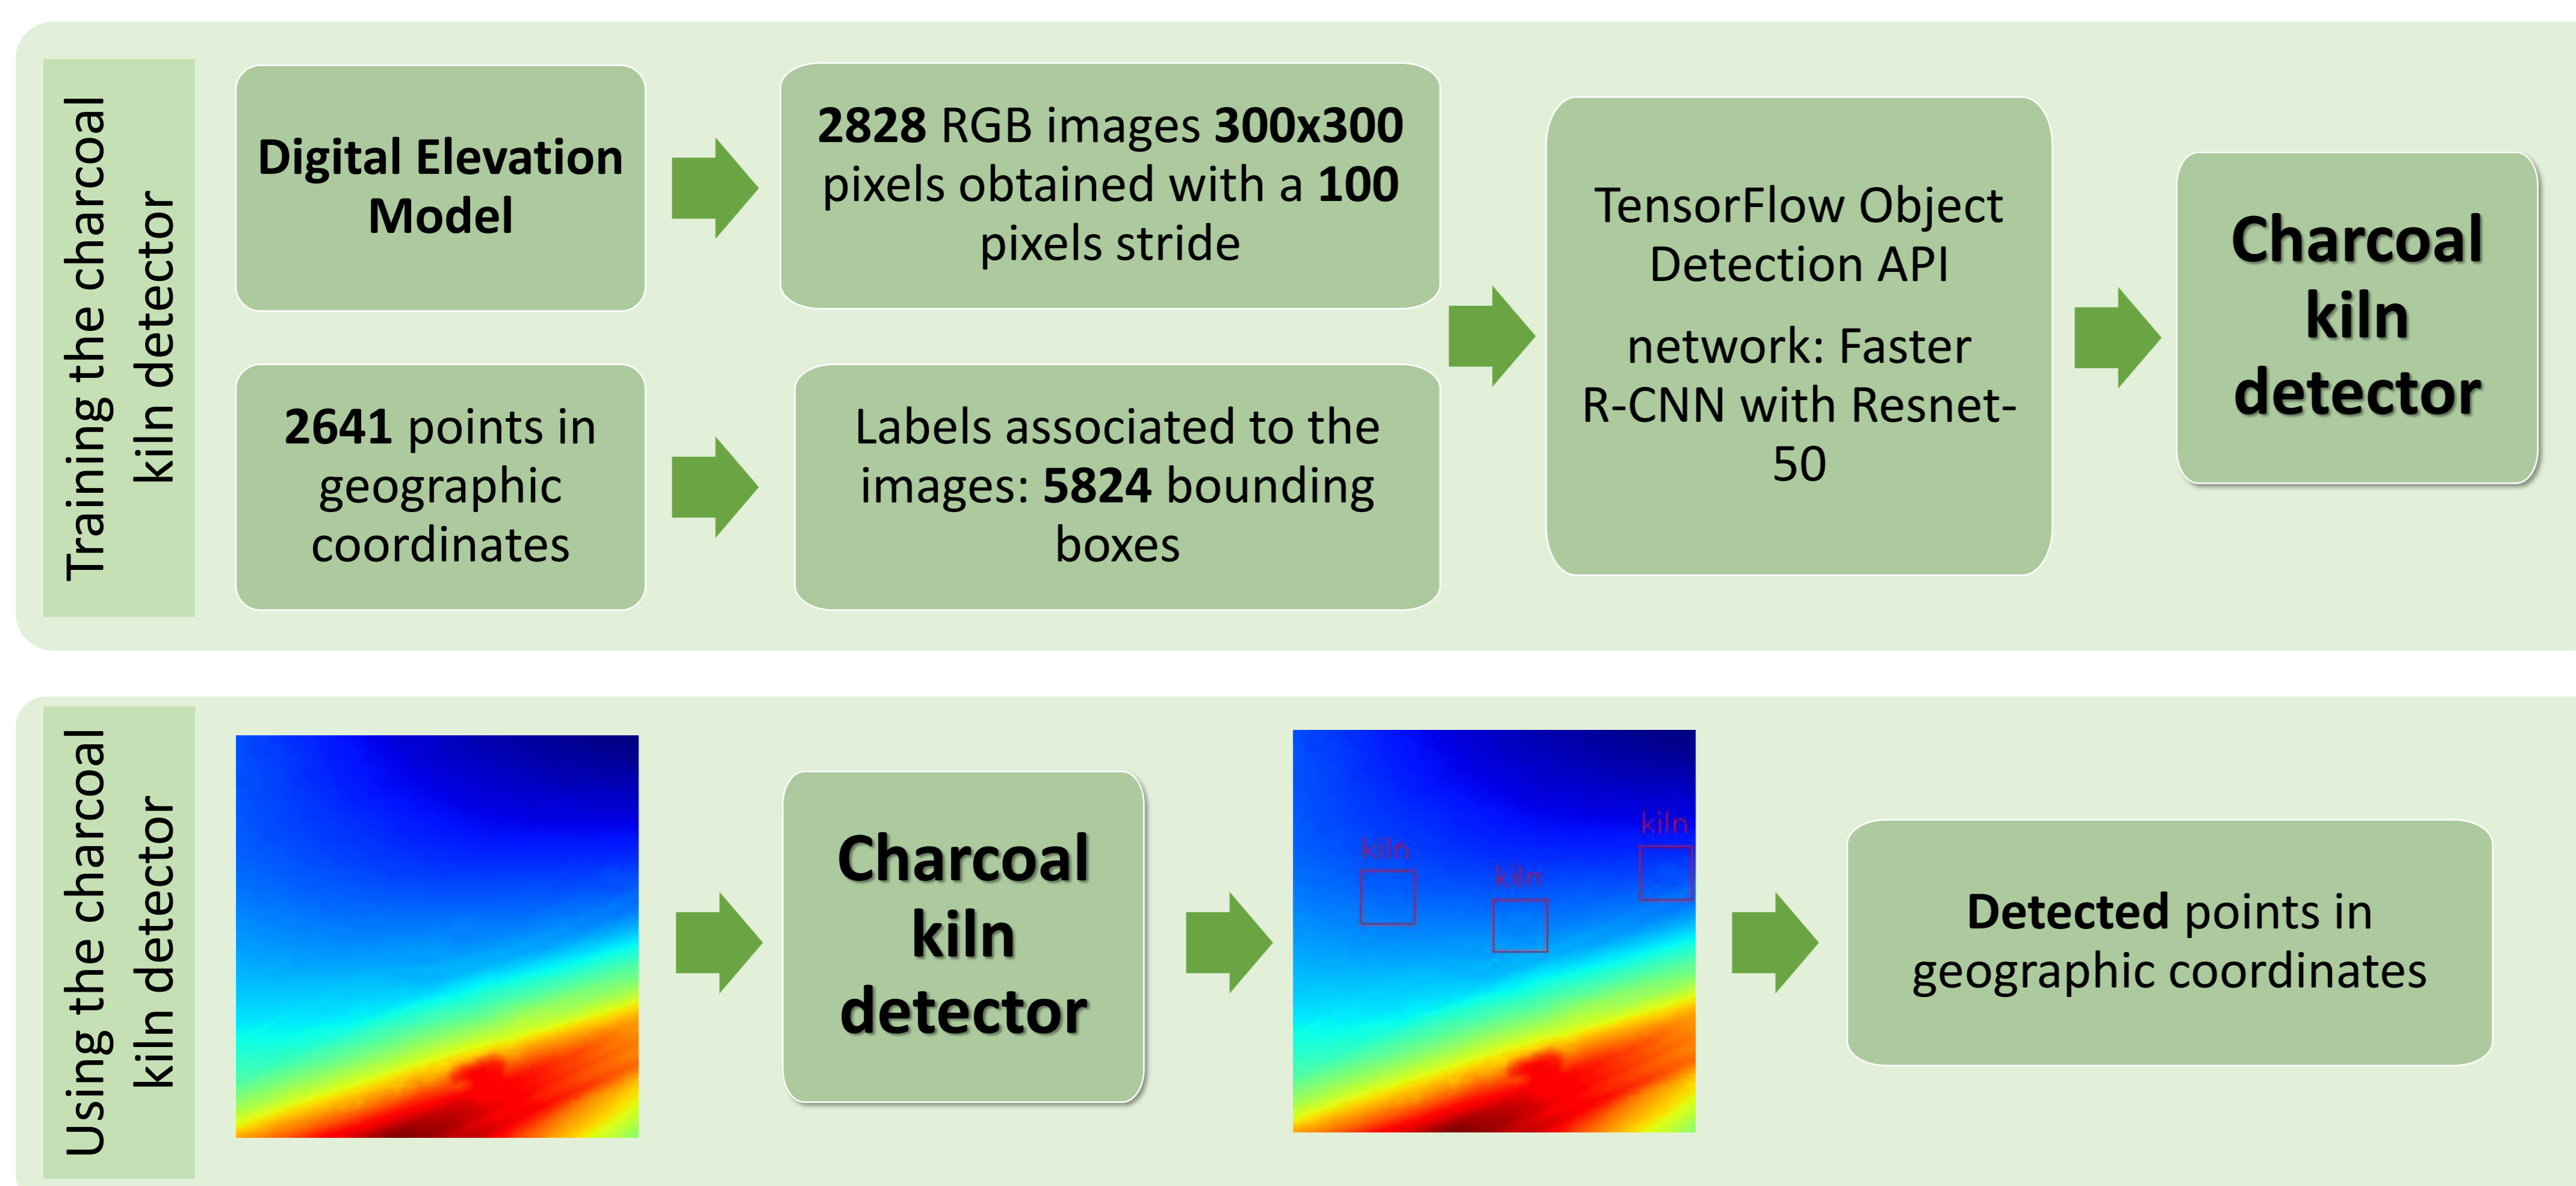 Training the charcoal
kiln detector
Digital Elevation
Model
2828 RGB images 300x300
pixels obtained with a 100
pixels stride
2641 points in
geographic
coordinates
Labels associated to the
images: 5824 bounding
boxes
TensorFlow Object
Detection API
network: Faster
R-CNN with Resnet-
50
Charcoal
kiln
detector
Using the charcoal
kiln detector
Charcoal
kiln
detector
kiln
kiln
kiln
Detected points in
geographic coordinates